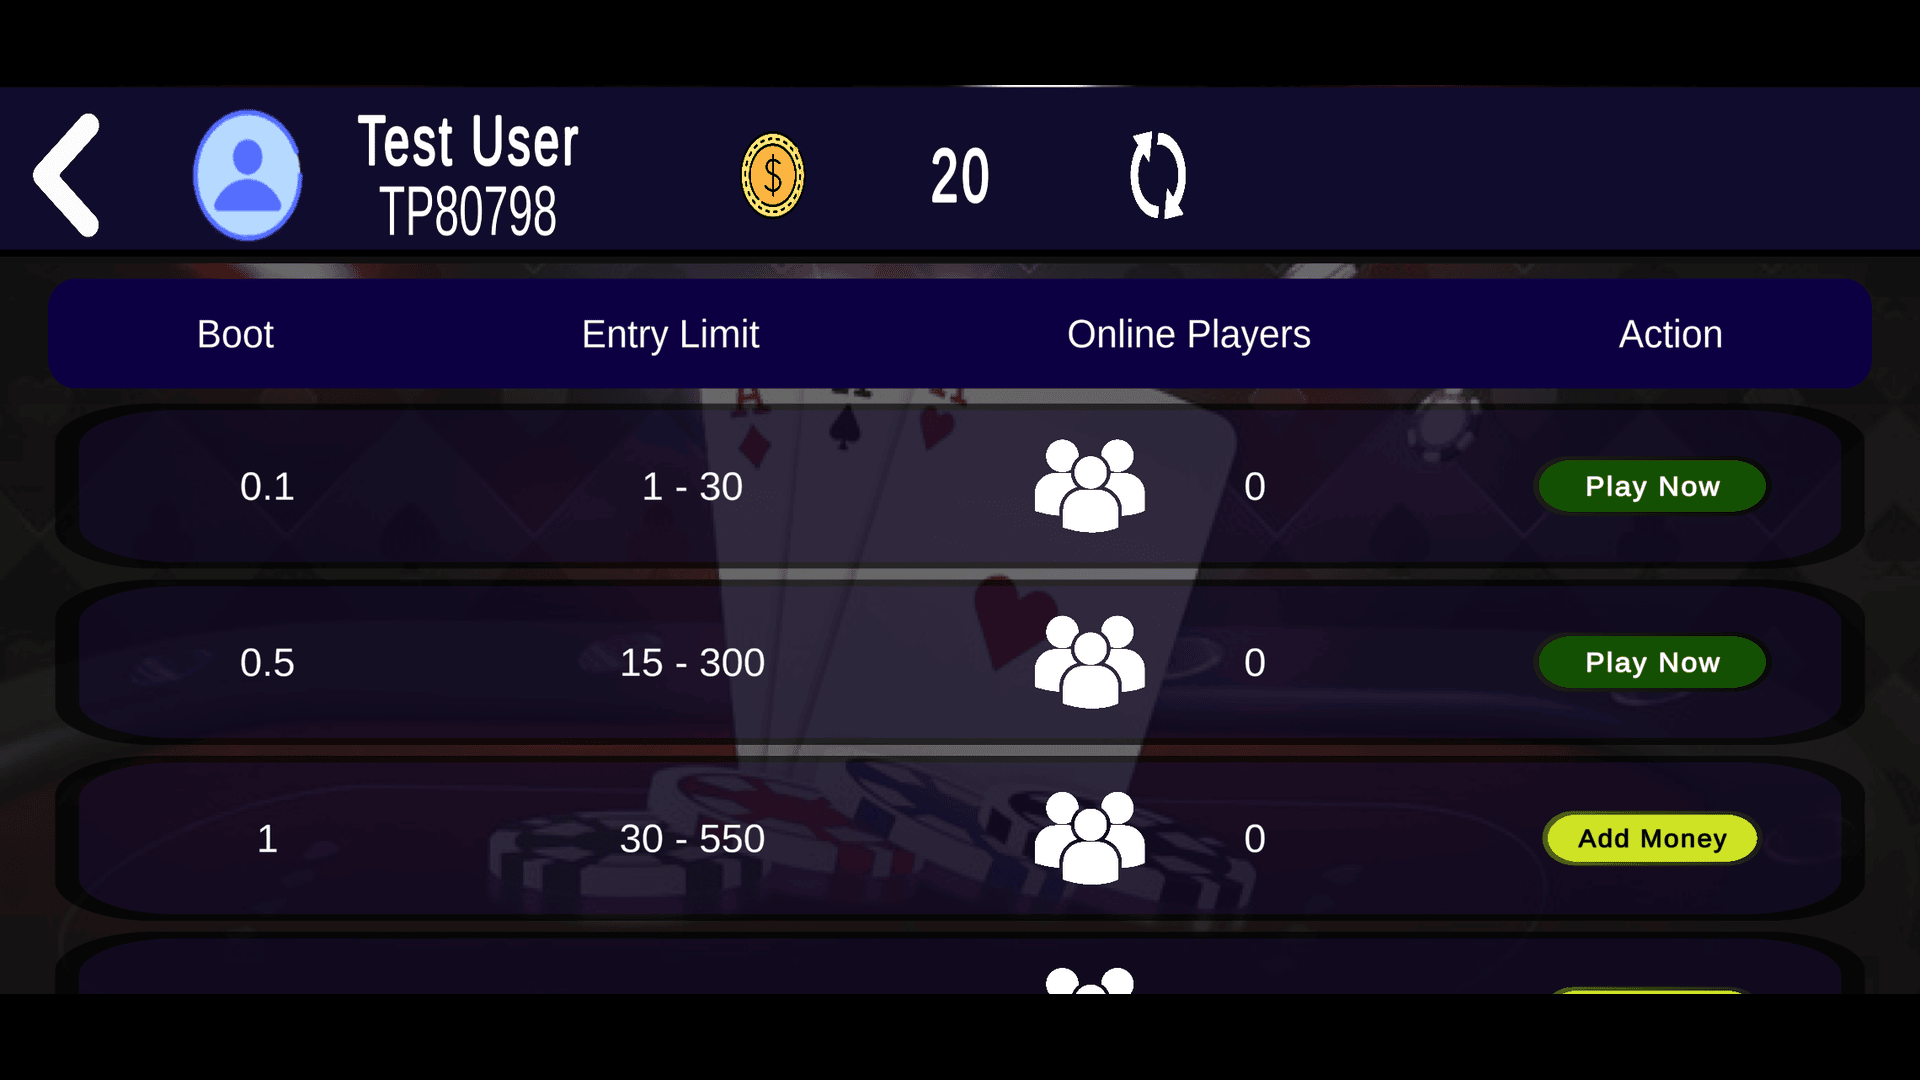 Test User
TP80798
20
Boot Entry Limit Online Players Action
0.1 1 - 30 0 Play Now
0.5 15 - 300 0 Play Now
1 30 - 550 0 Add Money